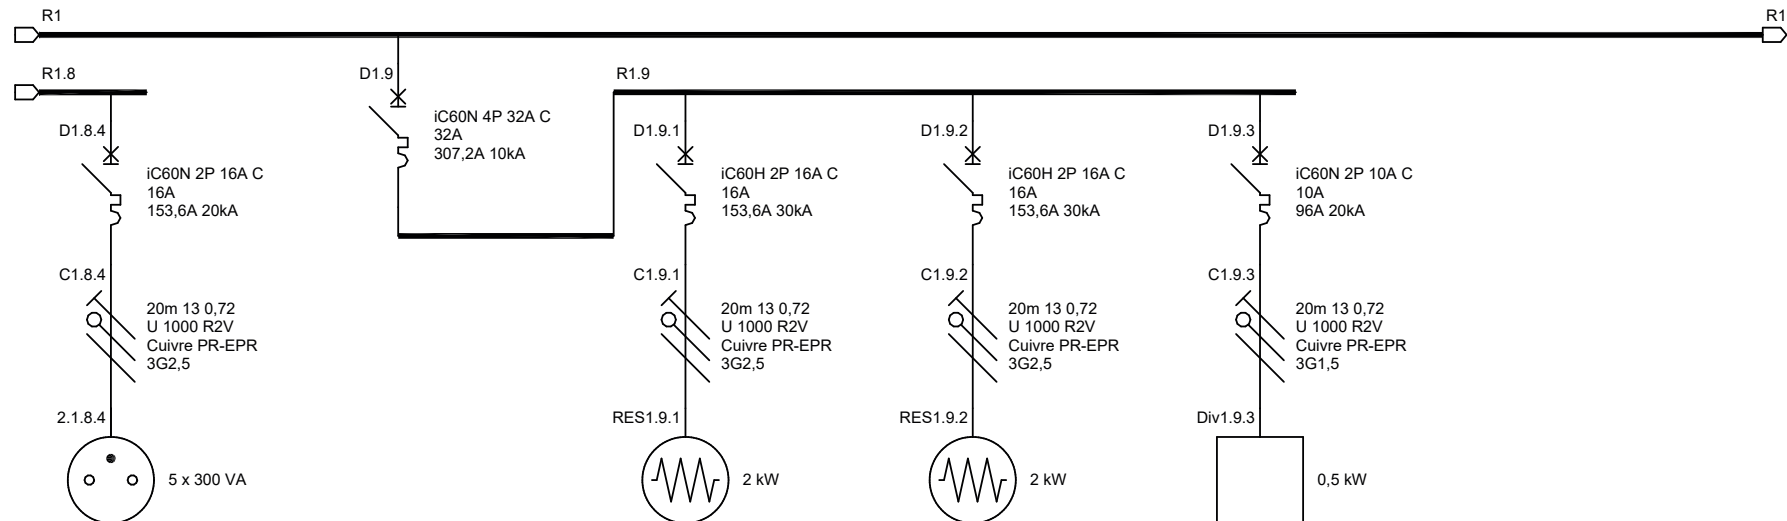 R1
R1
R1.8
D1.9
R1.9
iC60N 4P 32A C
32A
307,2A 10kA
D1.8.4
iC60N 2P 16A C
16A
153,6A 20kA
D1.9.1
iC60H 2P 16A C
16A
153,6A 30kA
D1.9.2
iC60H 2P 16A C
16A
153,6A 30kA
D1.9.3
iC60N 2P 10A C
10A
96A 20kA
C1.8.4
20m 13 0,72
U 1000 R2V
Cuivre PR-EPR
3G2,5
C1.9.1
20m 13 0,72
U 1000 R2V
Cuivre PR-EPR
3G2,5
C1.9.2
20m 13 0,72
U 1000 R2V
Cuivre PR-EPR
3G2,5
C1.9.3
20m 13 0,72
U 1000 R2V
Cuivre PR-EPR
3G1,5
2.1.8.4
5 x 300 VA
RES1.9.1
2 kW
RES1.9.2
2 kW
Div1.9.3
0,5 kW